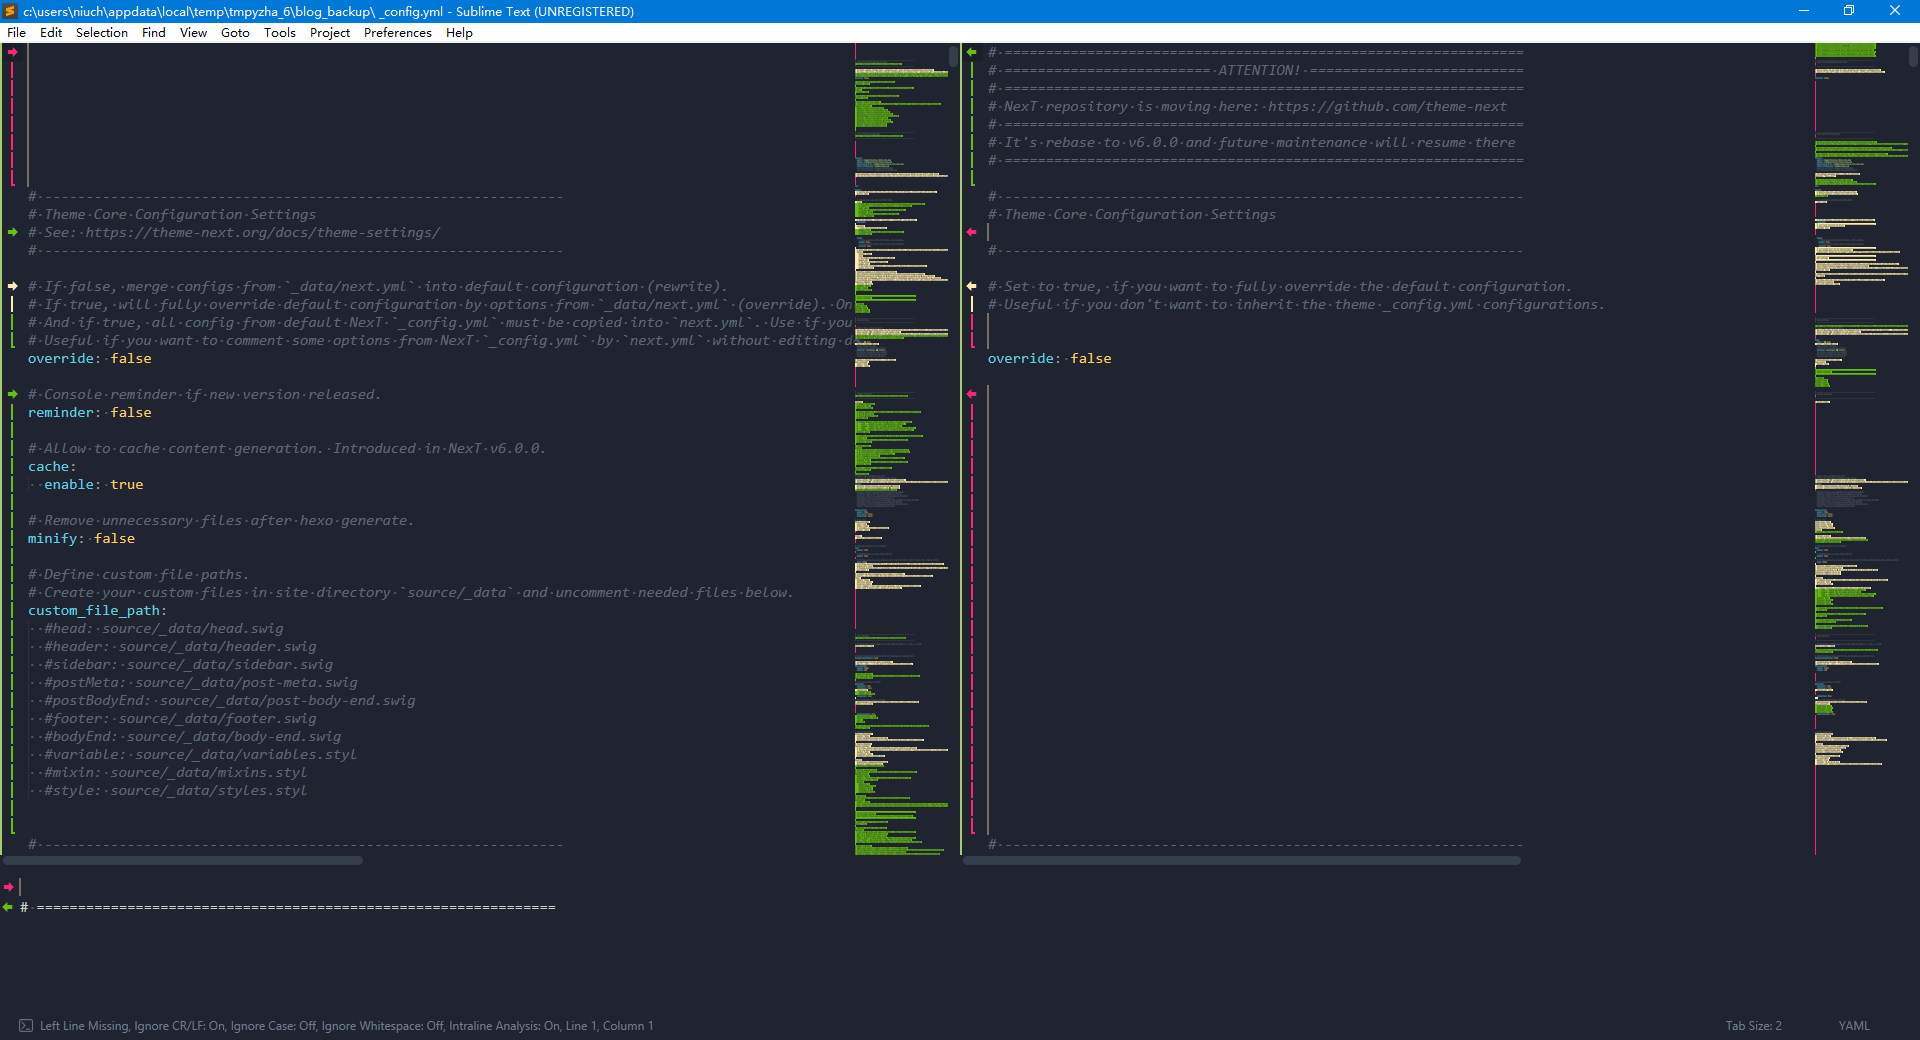 c:\users\niuch\appdata\local\temp\tmpyzha_6\blog_backup\ _config.yml - Sublime Text (UNREGISTERED)
File Edit Selection Find View Goto Tools Project Preferences Help
# ---------------------------------------------------------------
# Theme Core Configuration Settings
# See: https://theme-next.org/docs/theme-settings/
# ---------------------------------------------------------------
# If false, merge configs from `_data/next.yml` into default configuration (rewrite).
# If true, will fully override default configuration by options from `_data/next.yml` (override). On
# And if true, all config from default NexT `_config.yml` must be copied into `next.yml`. Use if you
# Useful if you want to comment some options from NexT `_config.yml` by `next.yml` without editing d
override: false
# Console reminder if new version released.
reminder: false
# Allow to cache content generation. Introduced in NexT v6.0.0.
cache:
  enable: true
# Remove unnecessary files after hexo generate.
minify: false
# Define custom file paths.
# Create your custom files in site directory `source/_data` and uncomment needed files below.
custom_file_path:
  #head: source/_data/head.swig
  #header: source/_data/header.swig
  #sidebar: source/_data/sidebar.swig
  #postMeta: source/_data/post-meta.swig
  #postBodyEnd: source/_data/post-body-end.swig
  #footer: source/_data/footer.swig
  #bodyEnd: source/_data/body-end.swig
  #variable: source/_data/variables.styl
  #mixin: source/_data/mixins.styl
  #style: source/_data/styles.styl
# ---------------------------------------------------------------
# ===============================================================
# ========================= ATTENTION! ==========================
# ===============================================================
# NexT repository is moving here: https://github.com/theme-next
# ===============================================================
# It's rebase to v6.0.0 and future maintenance will resume there
# ===============================================================
# ---------------------------------------------------------------
# Theme Core Configuration Settings
# ---------------------------------------------------------------
# Set to true, if you want to fully override the default configuration.
# Useful if you don't want to inherit the theme _config.yml configurations.
override: false
# ---------------------------------------------------------------
# ===============================================================
Left Line Missing, Ignore CR/LF: On, Ignore Case: Off, Ignore Whitespace: Off, Intraline Analysis: On, Line 1, Column 1
Tab Size: 2
YAML